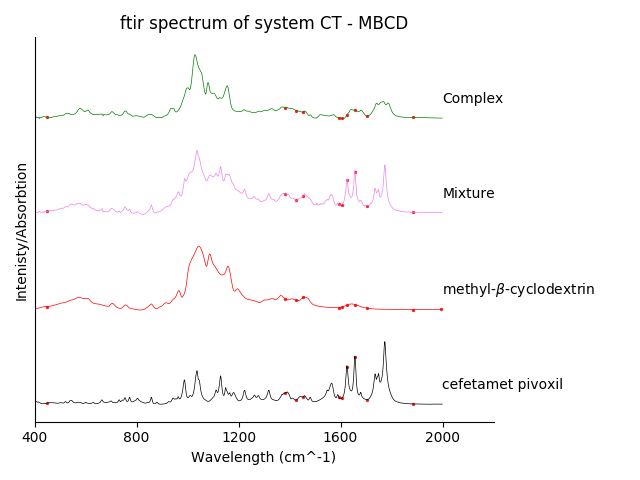 ftir spectrum of system CT - MBCD
Complex
Mixture
methyl-β-cyclodextrin
cefetamet pivoxil
Intenisty/Absorbtion
400 800 1200 1600 2000
Wavelength (cm^-1)